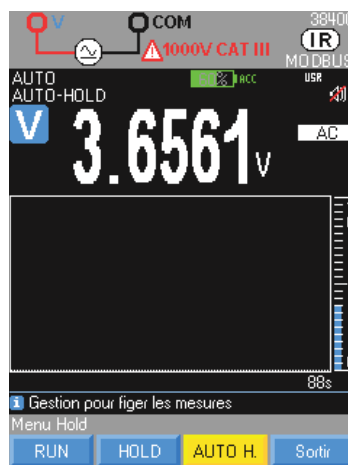 V COM 38400
1000V CAT III IR
MODBUS
AUTO % ACC USR
AUTO-HOLD
V 3.6561 V AC
88s
i Gestion pour figer les mesures
Menu Hold
RUN HOLD AUTO H. Sortir